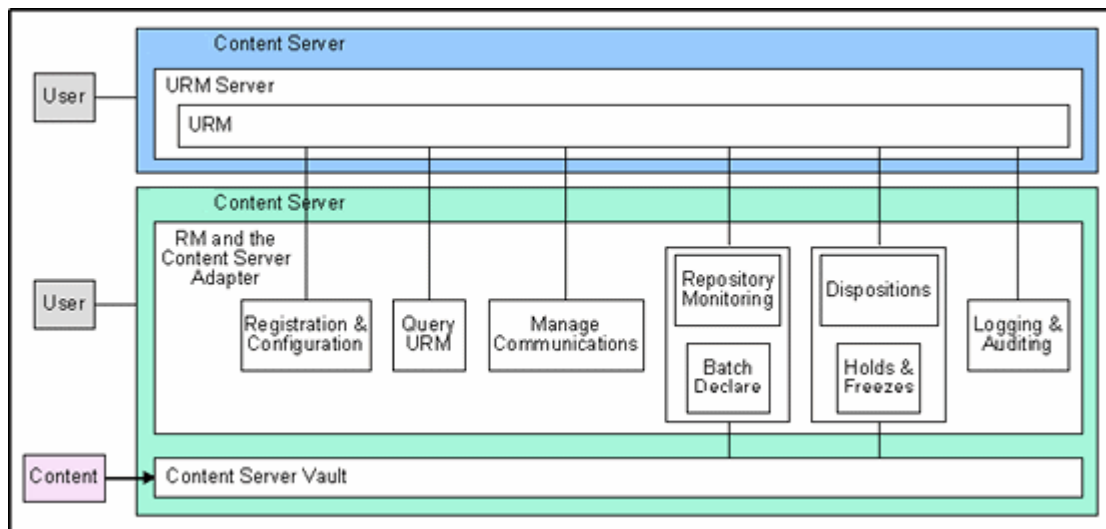 Content Server
User
URM Server
URM
Content Server
RM and the
Content Server
Adapter
User
Registration &
Configuration
Query
URM
Manage
Communications
Repository
Monitoring
Batch
Declare
Dispositions
Holds &
Freezes
Logging &
Auditing
Content
Content Server Vault